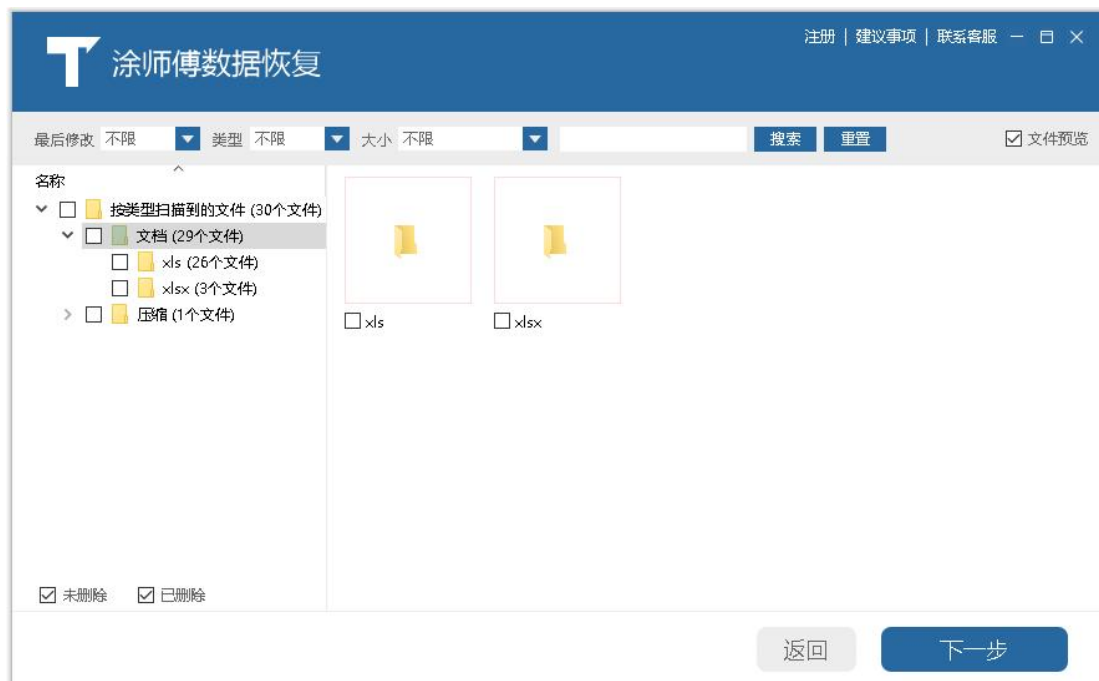 注册 | 建议事项 | 联系客服
涂师傅数据恢复
最后修改 不限 类型 不限 大小 不限 搜索 重置 文件预览
名称
按类型扫描到的文件 (30个文件)
文档 (29个文件)
xls (26个文件)
xlsx (3个文件)
压缩 (1个文件)
xls xlsx
未删除 已删除
返回 下一步